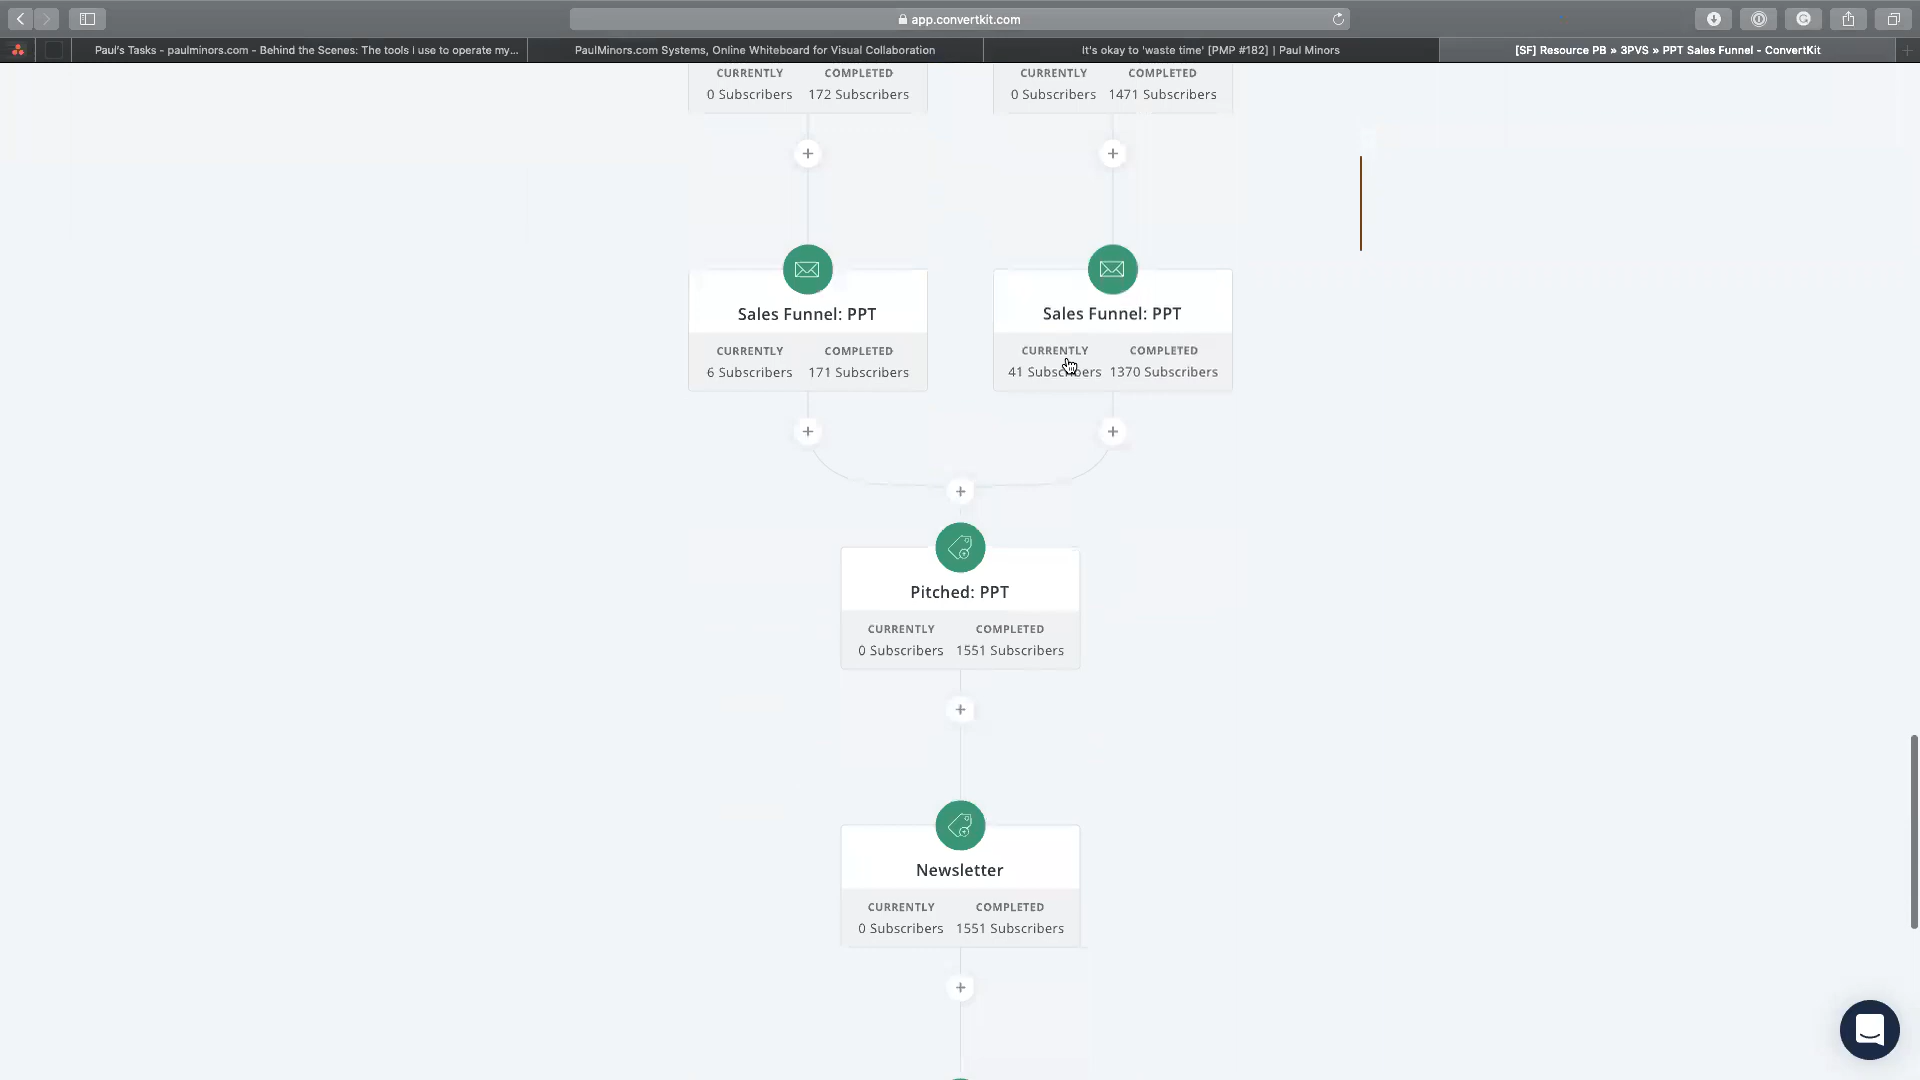 app.convertkit.com
Paul's Tasks - paulminors.com - Behind the Scenes: The tools I use to operate my...
PaulMinors.com Systems, Online Whiteboard for Visual Collaboration
It's okay to 'waste time' [PMP #182] | Paul Minors
[SF] Resource PB » 3PVS » PPT Sales Funnel - ConvertKit
CURRENTLY COMPLETED
0 Subscribers 172 Subscribers
CURRENTLY COMPLETED
0 Subscribers 1471 Subscribers
Sales Funnel: PPT
CURRENTLY COMPLETED
6 Subscribers 171 Subscribers
Sales Funnel: PPT
CURRENTLY COMPLETED
41 Subscribers 1370 Subscribers
Pitched: PPT
CURRENTLY COMPLETED
0 Subscribers 1551 Subscribers
Newsletter
CURRENTLY COMPLETED
0 Subscribers 1551 Subscribers